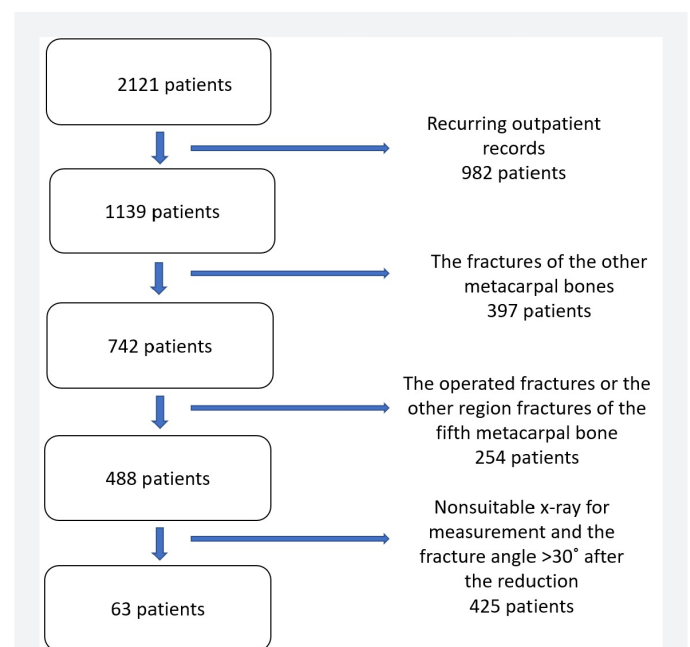 2121 patients
Recurring outpatient
records
982 patients
1139 patients
The fractures of the other
metacarpal bones
397 patients
742 patients
The operated fractures or the
other region fractures of the
fifth metacarpal bone
254 patients
488 patients
Nonsuitable x-ray for
measurement and the
fracture angle >30˚ after
the reduction
425 patients
63 patients